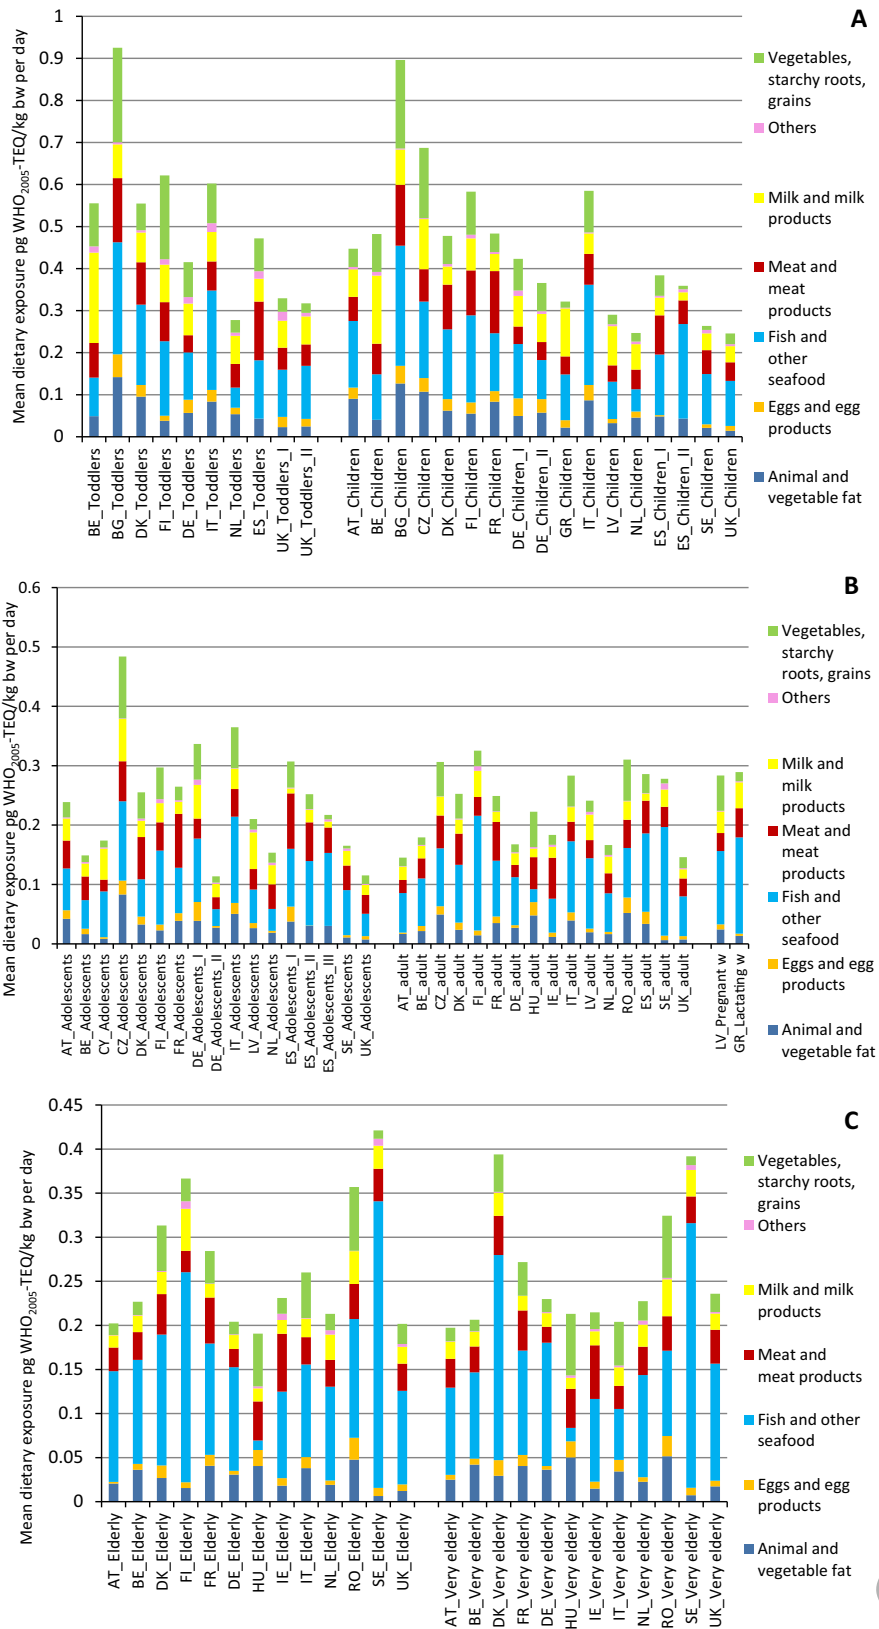 A
Mean dietary exposure pg WHO2005-TEQ/kg bw per day
1
0.9
0.8
0.7
0.6
0.5
0.4
0.3
0.2
0.1
0
BE_Toddlers
BG_Toddlers
DK_Toddlers
FI_Toddlers
DE_Toddlers
IT_Toddlers
NL_Toddlers
ES_Toddlers
UK_Toddlers_I
UK_Toddlers_II
AT_Children
BE_Children
BG_Children
CZ_Children
DK_Children
FI_Children
FR_Children
DE_Children_I
DE_Children_II
GR_Children
IT_Children
LV_Children
NL_Children
ES_Children_I
ES_Children_II
SE_Children
UK_Children
Vegetables,
starchy roots,
grains
Others
Milk and milk
products
Meat and
meat
products
Fish and
other
seafood
Eggs and egg
products
Animal and
vegetable fat
B
Mean dietary exposure pg WHO2005-TEQ/kg bw per day
0.6
0.5
0.4
0.3
0.2
0.1
0
AT_Adolescents
BE_Adolescents
CY_Adolescents
CZ_Adolescents
DK_Adolescents
FI_Adolescents
FR_Adolescents
DE_Adolescents_I
DE_Adolescents_II
IT_Adolescents
LV_Adolescents
NL_Adolescents
ES_Adolescents_I
ES_Adolescents_II
ES_Adolescents_III
SE_Adolescents
UK_Adolescents
AT_adult
BE_adult
CZ_adult
DK_adult
FI_adult
FR_adult
DE_adult
HU_adult
IE_adult
IT_adult
LV_adult
NL_adult
RO_adult
ES_adult
SE_adult
UK_adult
LV_Pregnant w
GR_Lactating w
Vegetables,
starchy
roots, grains
Others
Milk and
milk
products
Meat and
meat
products
Fish and
other
seafood
Eggs and egg
products
Animal and
vegetable fat
C
Mean dietary exposure pg WHO2005-TEQ/kg bw per day
0.45
0.4
0.35
0.3
0.25
0.2
0.15
0.1
0.05
0
AT_Elderly
BE_Elderly
DK_Elderly
FI_Elderly
FR_Elderly
DE_Elderly
HU_Elderly
IE_Elderly
IT_Elderly
NL_Elderly
RO_Elderly
SE_Elderly
UK_Elderly
AT_Very elderly
BE_Very elderly
DK_Very elderly
FR_Very elderly
DE_Very elderly
HU_Very elderly
IE_Very elderly
IT_Very elderly
NL_Very elderly
RO_Very elderly
SE_Very elderly
UK_Very elderly
Vegetables,
starchy roots,
grains
Others
Milk and milk
products
Meat and
meat products
Fish and other
seafood
Eggs and egg
products
Animal and
vegetable fat